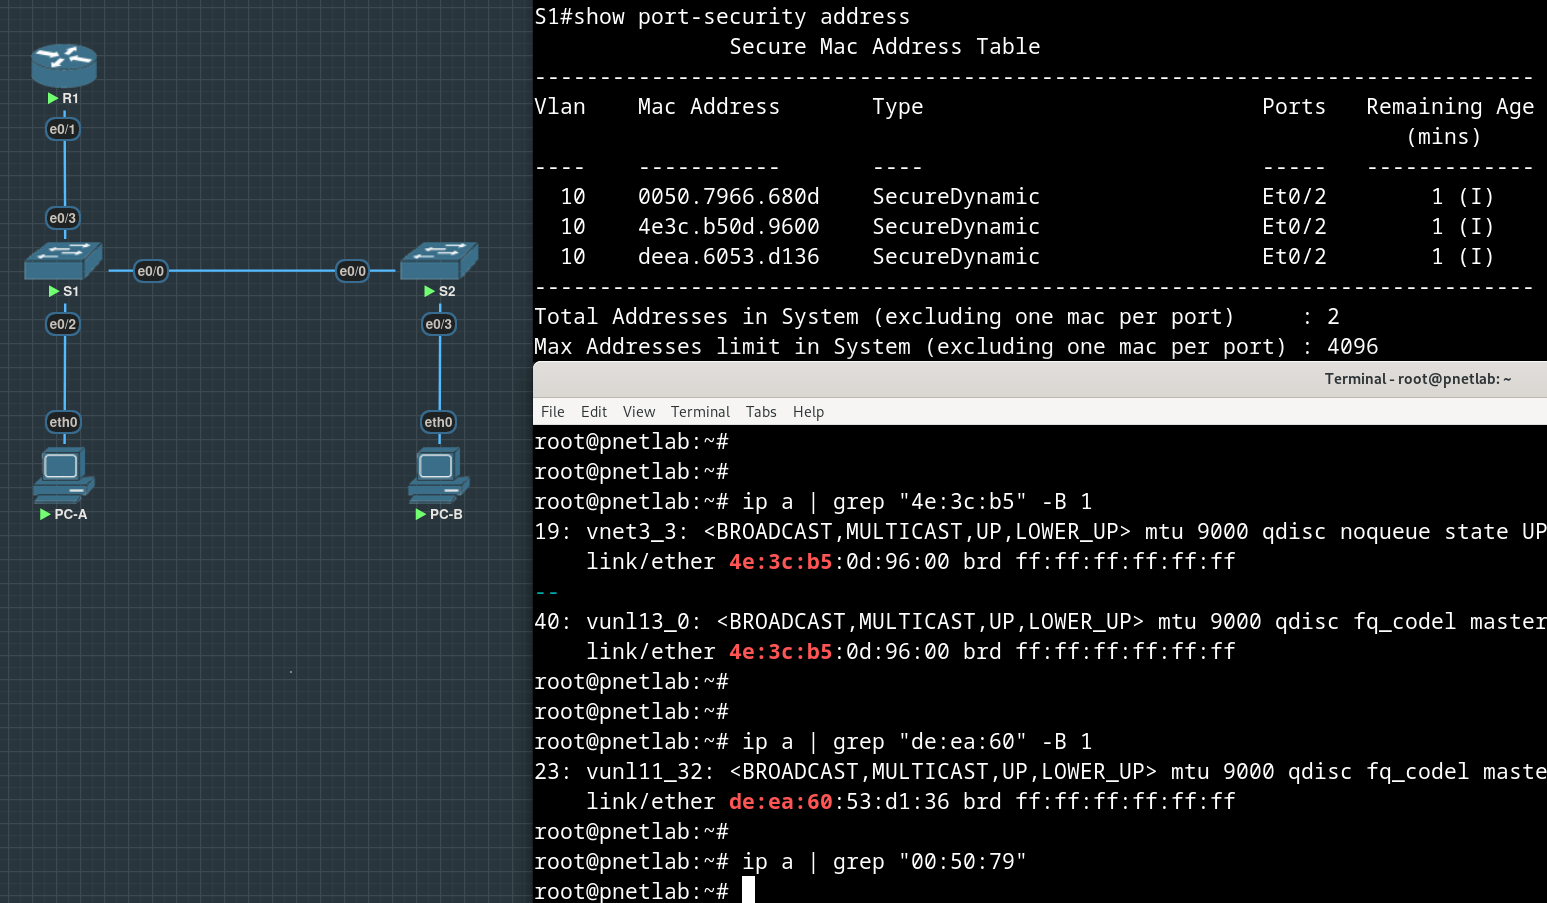 R1
e0/1
e0/3
S1
e0/0
e0/0
S2
e0/2
e0/3
eth0
eth0
PC-A
PC-B
S1#show port-security address
Secure Mac Address Table
-----------------------------------------------------------------------------
Vlan    Mac Address       Type                          Ports   Remaining Age
(mins)
----    -----------       ----                          -----   -------------
10    0050.7966.680d    SecureDynamic                 Et0/2        1 (I)
10    4e3c.b50d.9600    SecureDynamic                 Et0/2        1 (I)
10    deea.6053.d136    SecureDynamic                 Et0/2        1 (I)
-----------------------------------------------------------------------------
Total Addresses in System (excluding one mac per port)     : 2
Max Addresses limit in System (excluding one mac per port) : 4096
Terminal - root@pnetlab: ~
File Edit View Terminal Tabs Help
root@pnetlab:~#
root@pnetlab:~#
root@pnetlab:~# ip a | grep "4e:3c:b5" -B 1
19: vnet3_3: <BROADCAST,MULTICAST,UP,LOWER_UP> mtu 9000 qdisc noqueue state UP
link/ether 4e:3c:b5:0d:96:00 brd ff:ff:ff:ff:ff:ff
--
40: vunl13_0: <BROADCAST,MULTICAST,UP,LOWER_UP> mtu 9000 qdisc fq_codel master
link/ether 4e:3c:b5:0d:96:00 brd ff:ff:ff:ff:ff:ff
root@pnetlab:~#
root@pnetlab:~#
root@pnetlab:~# ip a | grep "de:ea:60" -B 1
23: vunl11_32: <BROADCAST,MULTICAST,UP,LOWER_UP> mtu 9000 qdisc fq_codel maste
link/ether de:ea:60:53:d1:36 brd ff:ff:ff:ff:ff:ff
root@pnetlab:~#
root@pnetlab:~# ip a | grep "00:50:79"
root@pnetlab:~#